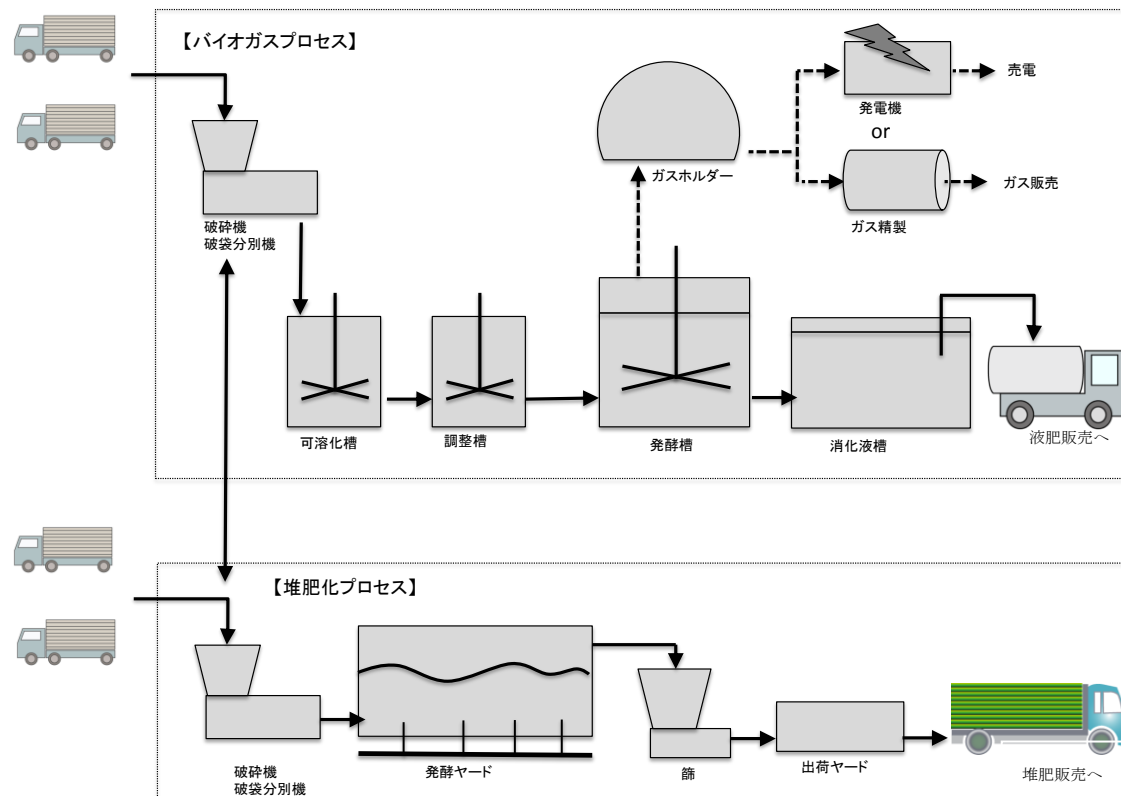 【バイオガスプロセス】
売電
発電機
or
ガスホルダー
ガス販売
ガス精製
破砕機
破袋分別機
可溶化槽
調整槽
発酵槽
消化液槽
液肥販売へ
【堆肥化プロセス】
破砕機
破袋分別機
発酵ヤード
篩
出荷ヤード
堆肥販売へ